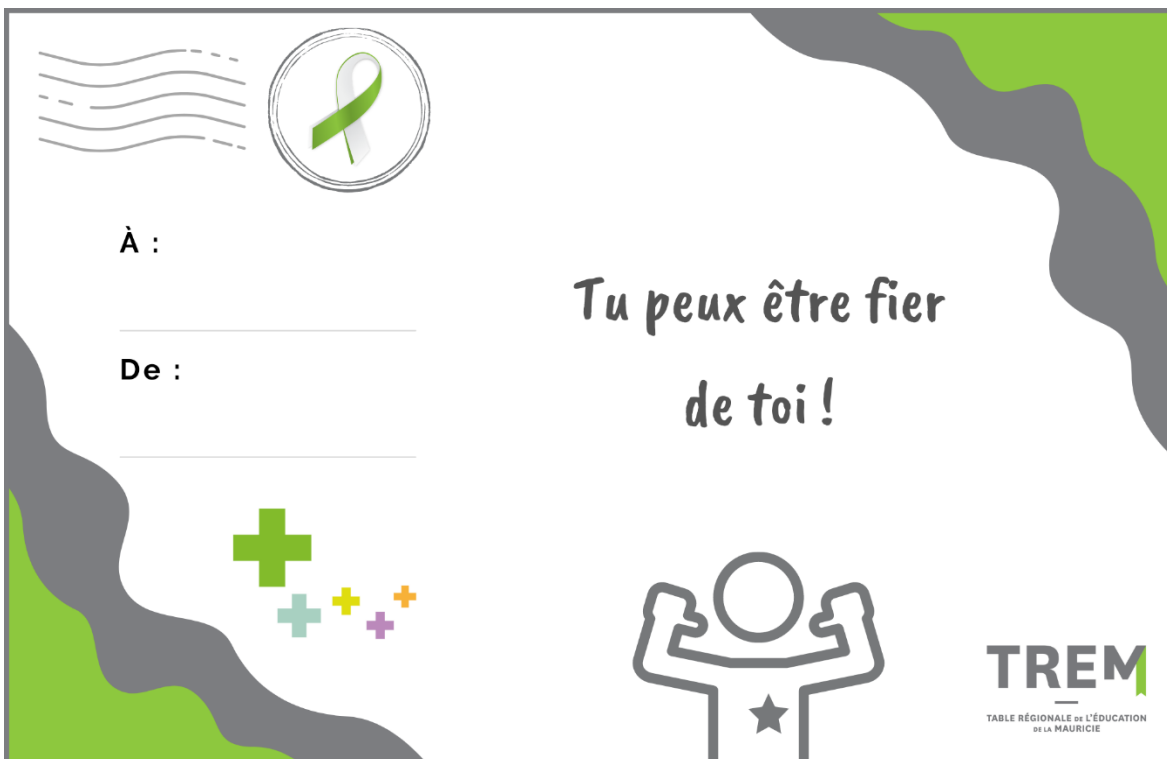 À :
De :
Tu peux être fier
de toi !
TREM
TABLE RÉGIONALE DE L'ÉDUCATION
DE LA MAURICIE